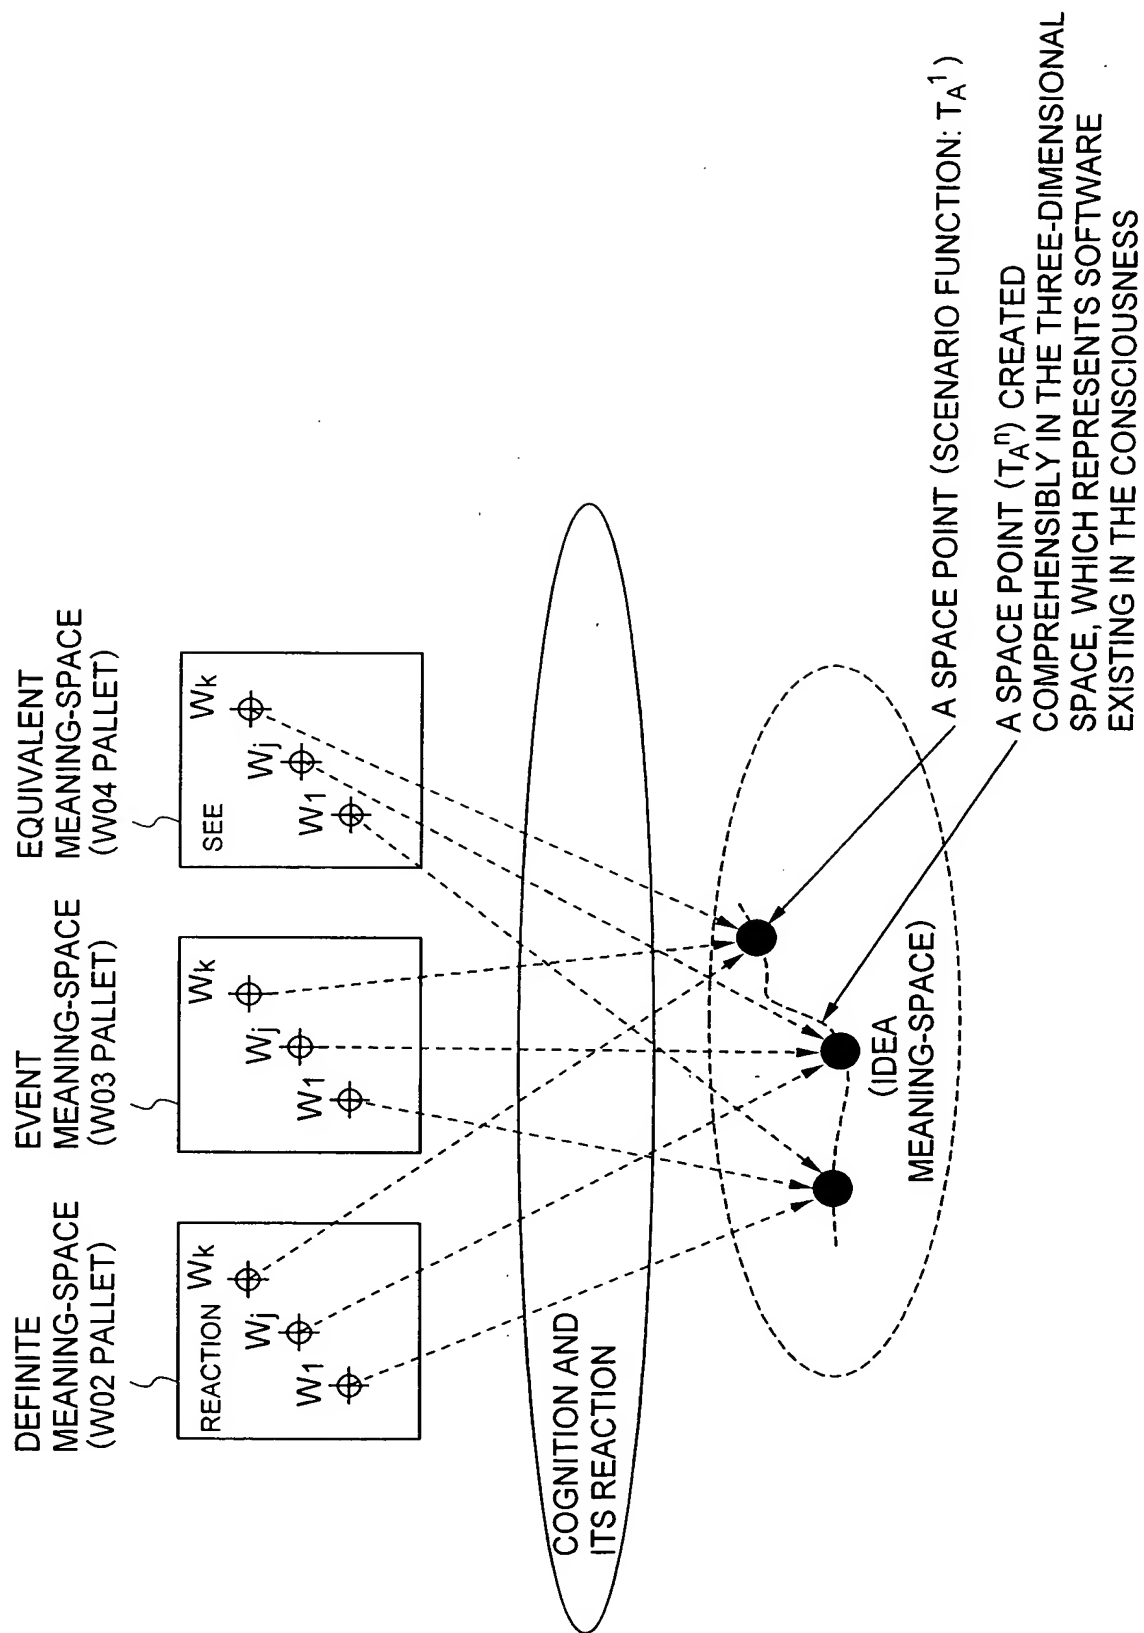 DEFINITE
MEANING-SPACE
(W02 PALLET)
REACTION
W1
Wj
Wk
EVENT
MEANING-SPACE
(W03 PALLET)
W1
Wj
Wk
EQUIVALENT
MEANING-SPACE
(W04 PALLET)
SEE
W1
Wj
Wk
COGNITION AND
ITS REACTION
(IDEA
MEANING-SPACE)
A SPACE POINT (SCENARIO FUNCTION: TA1)
A SPACE POINT (TAn) CREATED
COMPREHENSIBLY IN THE THREE-DIMENSIONAL
SPACE, WHICH REPRESENTS SOFTWARE
EXISTING IN THE CONSCIOUSNESS